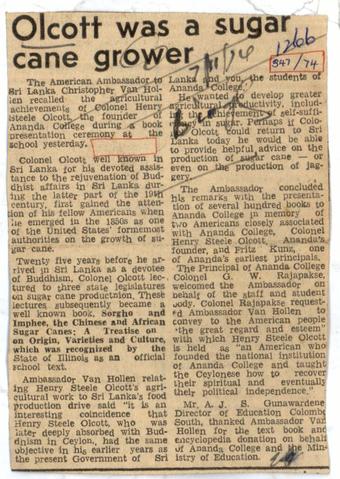 Olcott was a sugar
cane grower
1266
847/74
The American Ambassador to
Sri Lanka Christopher Van Hol-
len recalled the agricultural
achievements of Colonel Henry
Steele Olcott, the founder of
Ananda College during a book
presentation ceremony at the
school yesterday.
Colonel Olcott well known in
Sri Lanka for his devoted assis-
tance to the rejuvenation of Bud-
dhist affairs in Sri Lanka du-
ring the latter part of the 19th
century, first gained the atten-
tion of his fellow Americans when
he emerged in the 1850s as one
of the United States' foremost
authorities on the growth of su-
gar cane.
Twenty five years before he ar-
rived in Sri Lanka as a devotee
of Buddhism, Colonel Olcott lec-
tured to three state legislatures
on sugar cane production. These
lectures subsequently became a
well known book, Sorgho and
Imphee, the Chinese and African
Sugar Canes; A Treatise on
Origin, Varieties and Culture,
which was recognized by the
State of Illinois as an official
school text.
Ambassador Van Hollen relat-
ing Henry Steele Olcott's agri-
cultural work to Sri Lanka's food
production drive said "it is an
interesting coincidence that
Henry Steele Olcott, who was
later deeply absorbed with Bud-
dhism in Ceylon, had the same
objective in his earlier years as
the present Government of Sri
Lanka and you, the students of
Ananda College.
wanted to develop greater
agricultural productivity, includ-
ing the achievement of self-suffi-
ciency in sugar. Perhaps if Colo-
nel Olcott could return to Sri
Lanka today he would be able
to provide helpful advice on the
production of sugar cane — or
even on the production of jag-
gery.
The Ambassador concluded
his remarks with the presenta-
tion of several hundred books to
Ananda College in memory of
two Americans closely associated
with Ananda College, Colonel
Henry Steele Olcott, Ananda's
founder, and Fritz Kunz, one
of Ananda's earliest principals.
The Principal of Ananda College
Colonel G. W. Rajapakse,
welcomed the Ambassador on
behalf of the staff and student
body. Colonel Rajapakse request-
ed Ambassador Van Hollen to
convey to the American people
"the great regard and esteem"
with which Henry Steele Olcott
is held as "an American who
founded the national institution
of Ananda College and taught
the Ceylonese how to recover
their spiritual and eventually
their political independence."
Mr. A. J. S. Gunawardene
Director of Education Colombo
South, thanked Ambassador Van
Hollen for the text book and
encyclopedia donation on behalf
of Ananda College and the Min-
istry of Education.